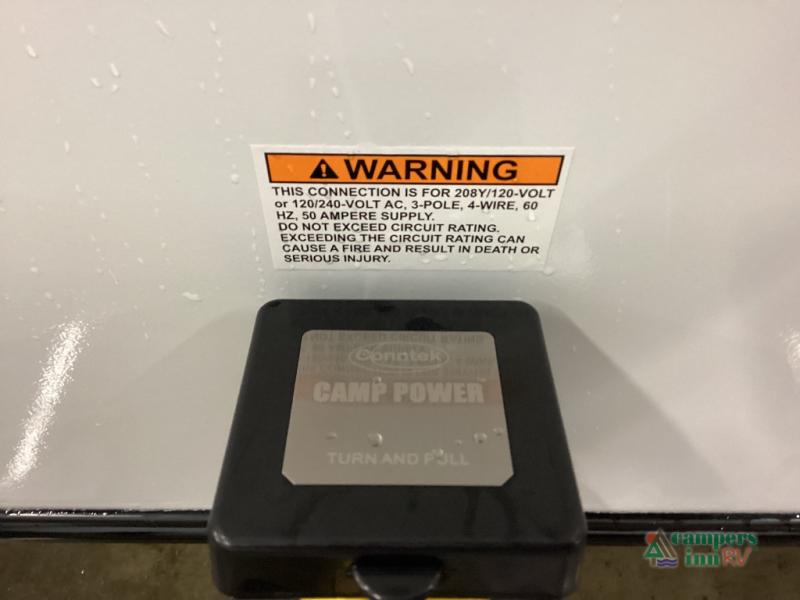 WARNING
THIS CONNECTION IS FOR 208Y/120-VOLT
or 120/240-VOLT AC, 3-POLE, 4-WIRE, 60
HZ, 50 AMPERE SUPPLY.
DO NOT EXCEED CIRCUIT RATING.
EXCEEDING THE CIRCUIT RATING CAN
CAUSE A FIRE AND RESULT IN DEATH OR
SERIOUS INJURY.
Conntek
CAMP POWER
TURN AND PULL
campers
inn RV